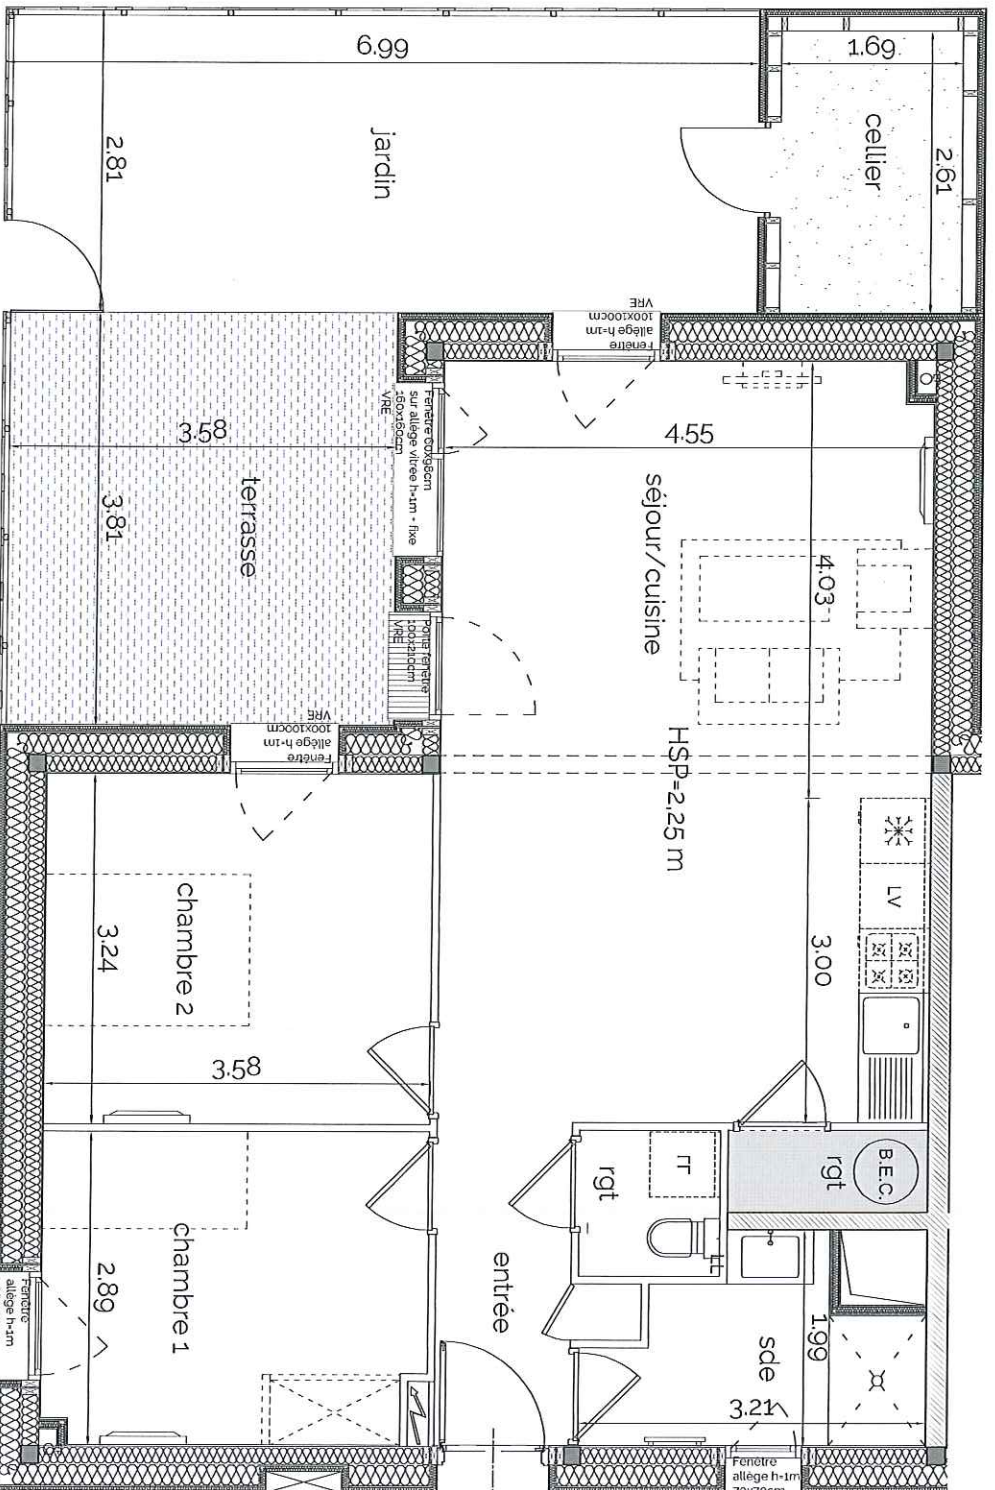 6.99
1.69
cellier
2.61
jardin
2.81
Fenêtre
allège h=1m
100x100cm
VRE
3.58
terrasse
3.81
Fenêtre 60x98cm
sur allège vitrée h=1m + fixe
160x160cm
VRE
4.55
séjour/cuisine
4.03
Porte fenêtre
100x210cm
VRE
Fenêtre
allège h=1m
100x100cm
VRE
HSP=2,25 m
LV
3.00
chambre 2
3.24
3.58
B.E.C.
rgt
rgt
chambre 1
2.89
entrée
sde
1.99
3.21
Fenêtre
allège h=1m
Fenêtre
allège h=1m
70x70cm